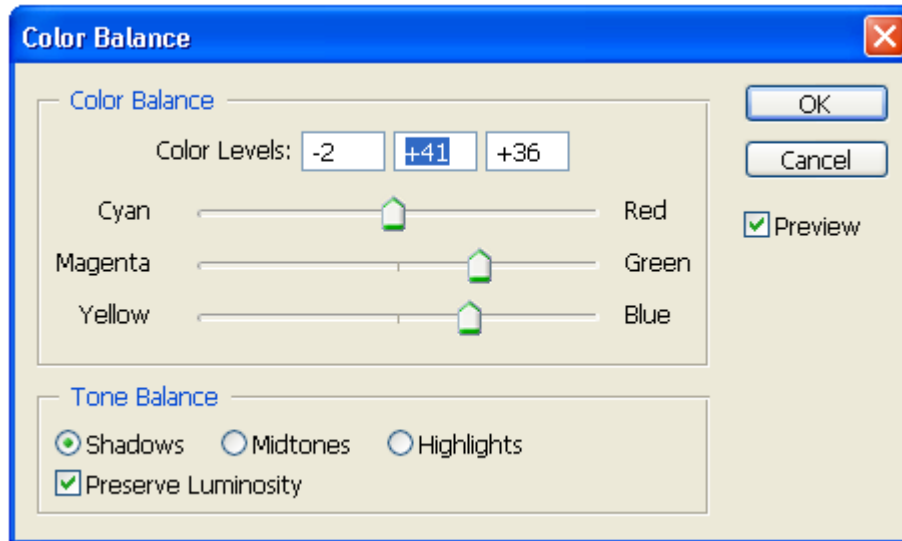 Color Balance
Color Balance
OK
Color Levels: -2 +41 +36
Cancel
Cyan Red
Preview
Magenta Green
Yellow Blue
Tone Balance
Shadows Midtones Highlights
Preserve Luminosity